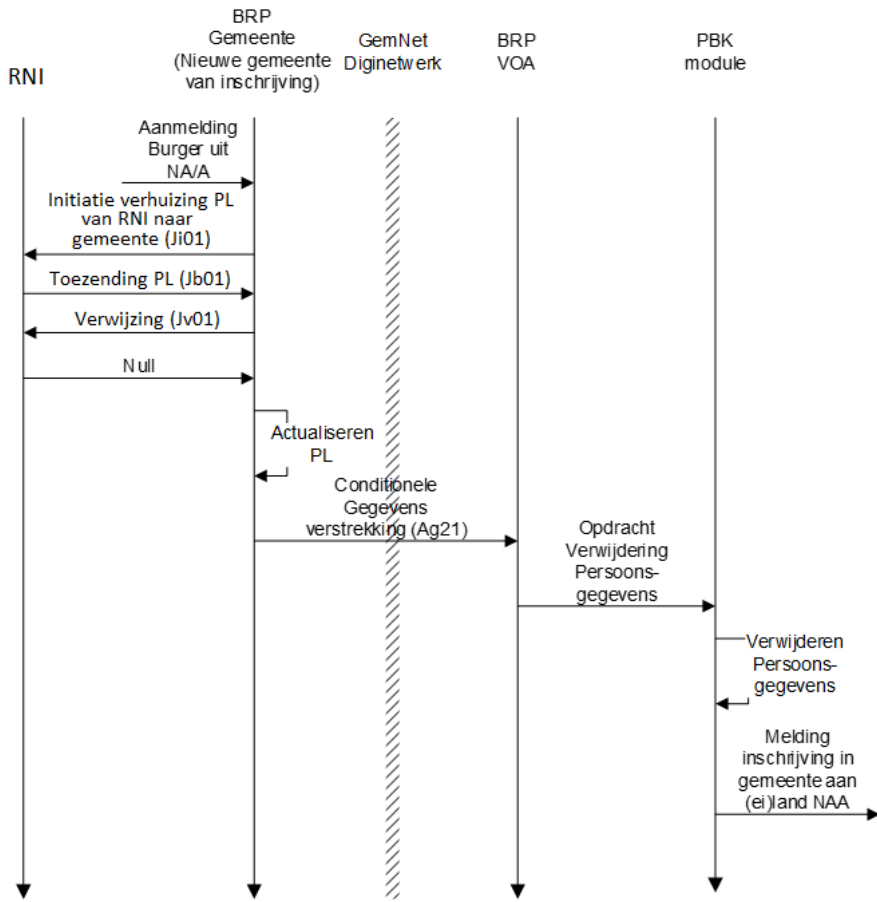 RNI
BRP
Gemeente
(Nieuwe gemeente
van inschrijving)
GemNet
Diginetwerk
BRP
VOA
PBK
module
Aanmelding
Burger uit
NA/A
Initiatie verhuizing PL
van RNI naar
gemeente (Ji01)
Toezending PL (Jb01)
Verwijzing (Jv01)
Null
Actualiseren
PL
Conditionele
Gegevens
verstrekking (Ag21)
Opdracht
Verwijdering
Persoons-
gegevens
Verwijderen
Persoons-
gegevens
Melding
inschrijving in
gemeente aan
(ei)land NAA